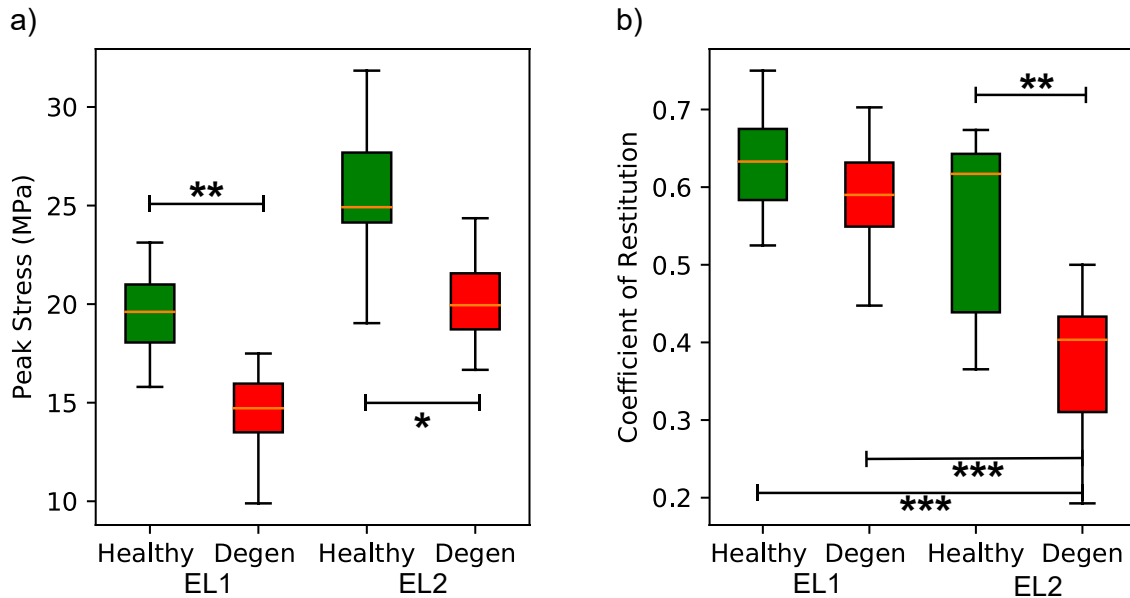 a)
Peak Stress (MPa)
30
25
20
15
10
**
*
Healthy Degen Healthy Degen
EL1 EL2
b)
Coefficient of Restitution
0.7
0.6
0.5
0.4
0.3
0.2
**
***
***
Healthy Degen Healthy Degen
EL1 EL2